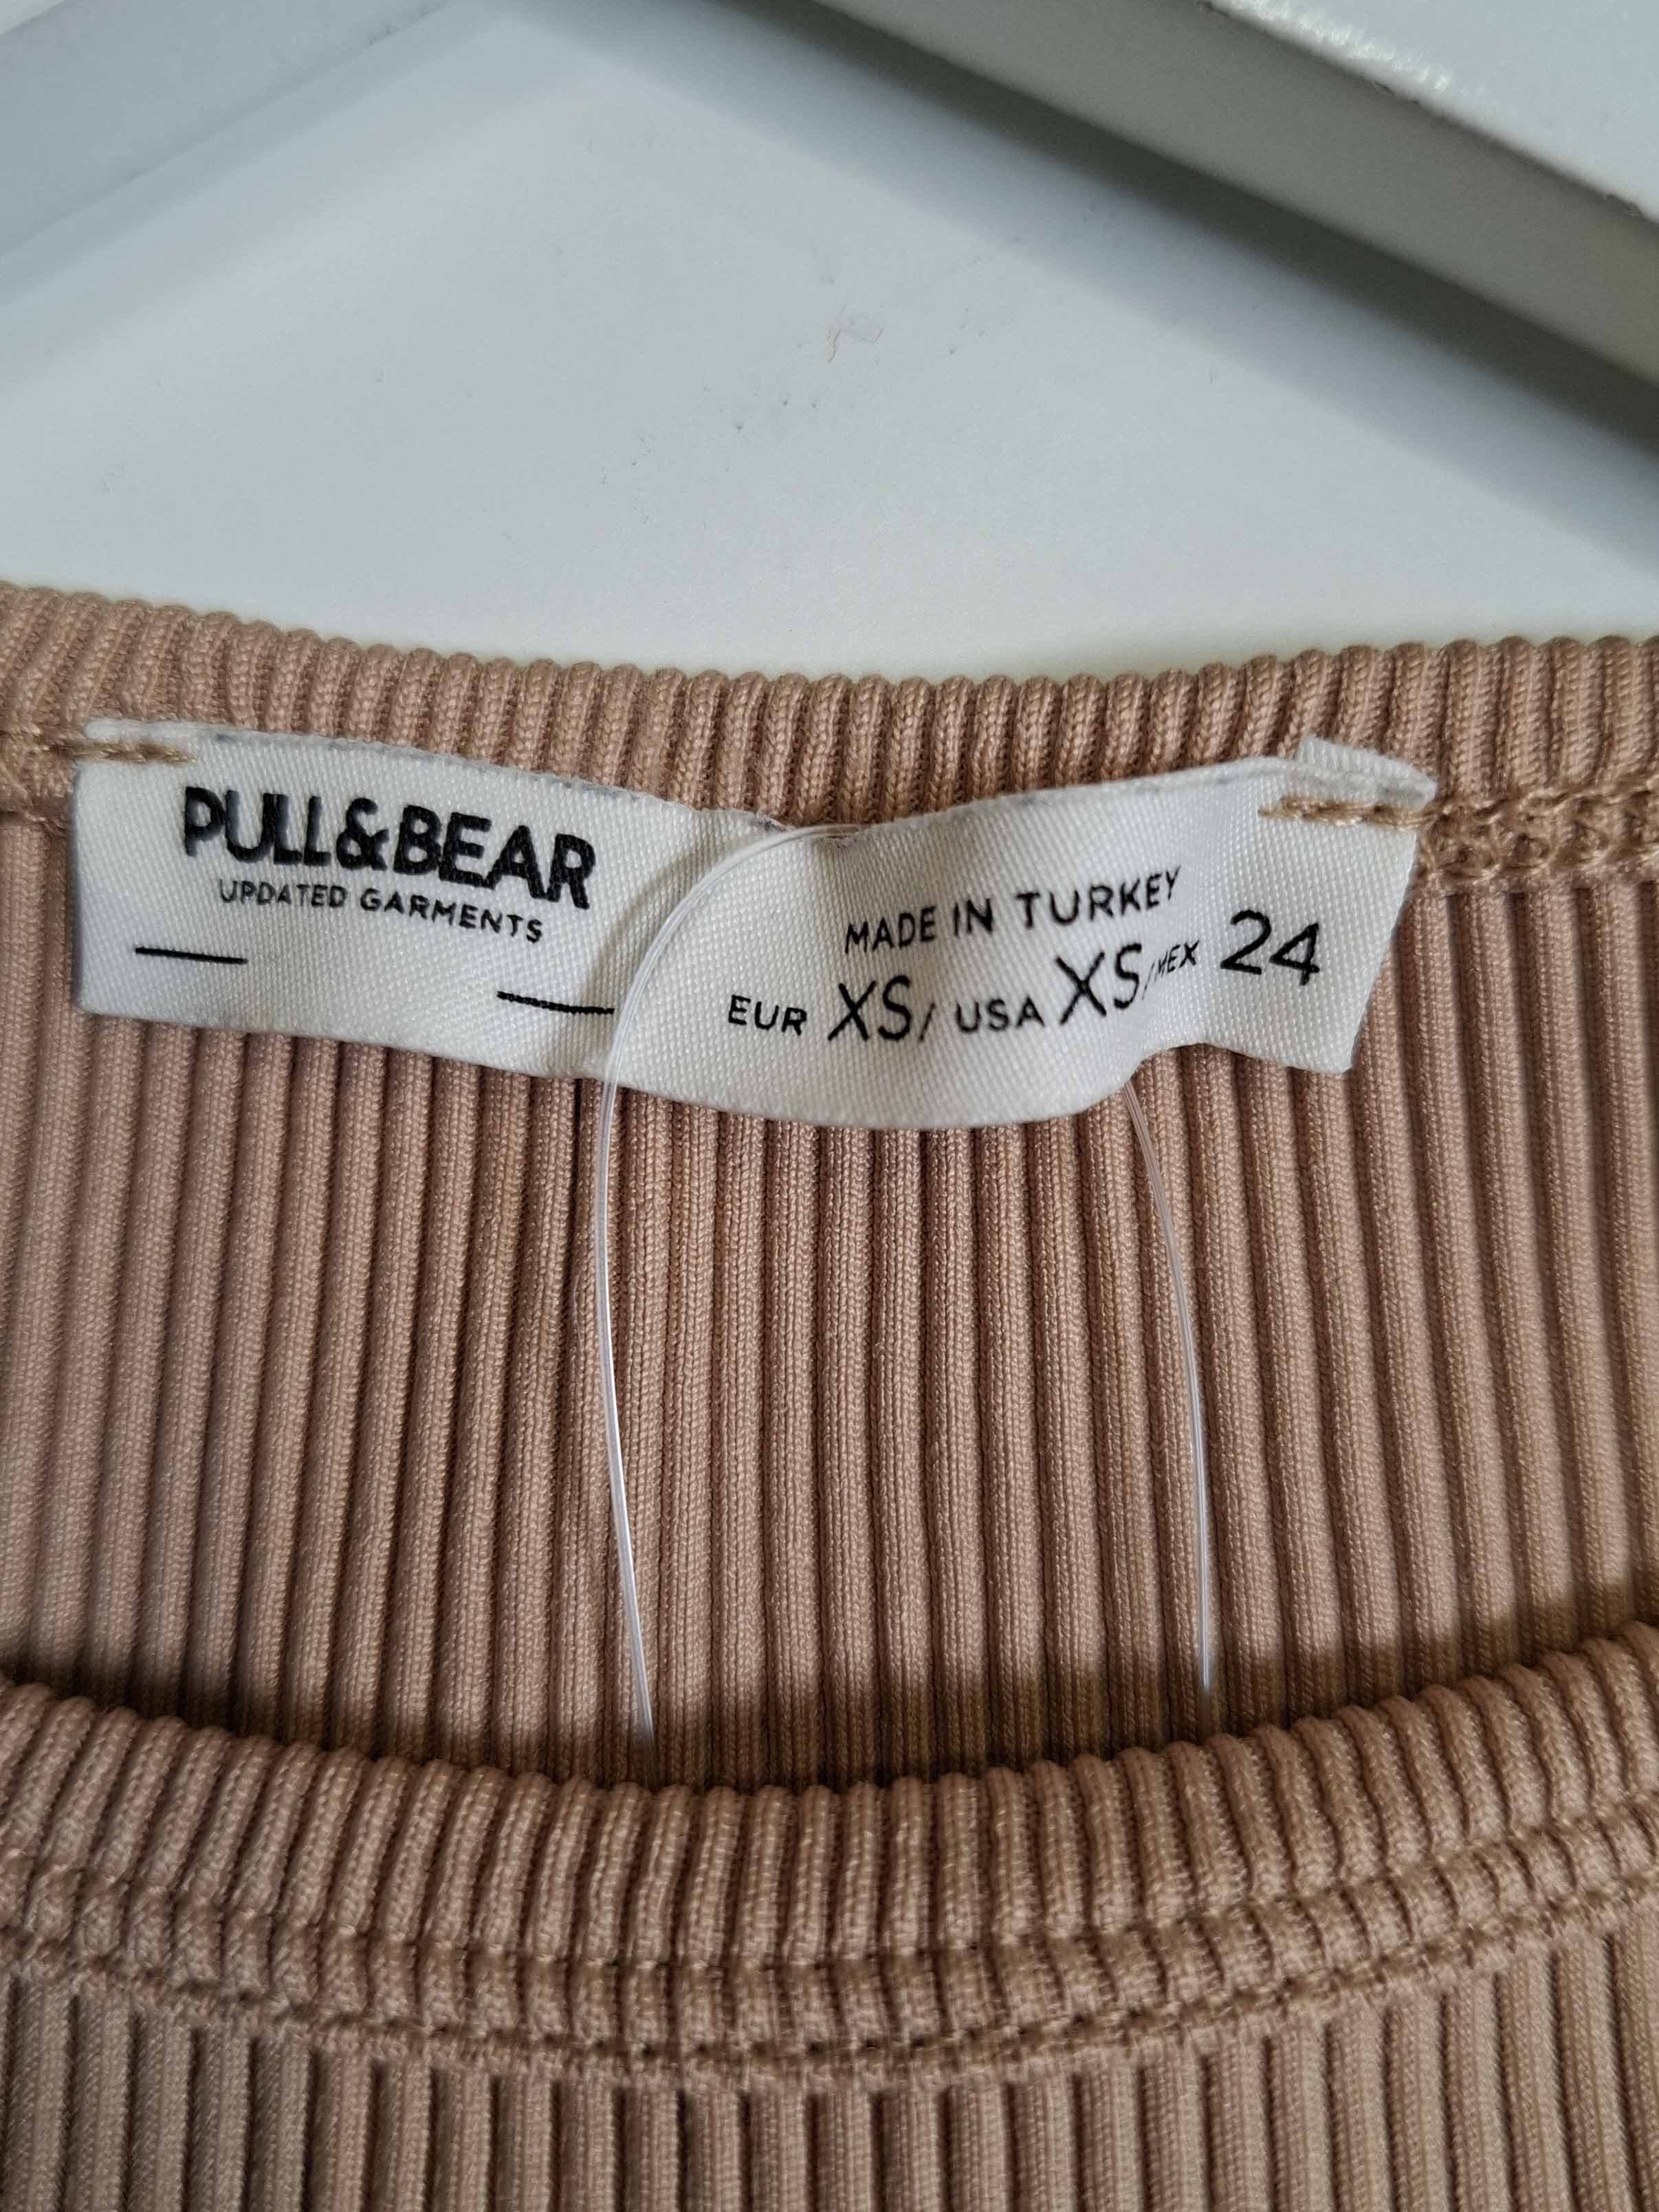 PULL&BEAR
UPDATED GARMENTS
MADE IN TURKEY
EUR XS/ USA XS/MEX 24